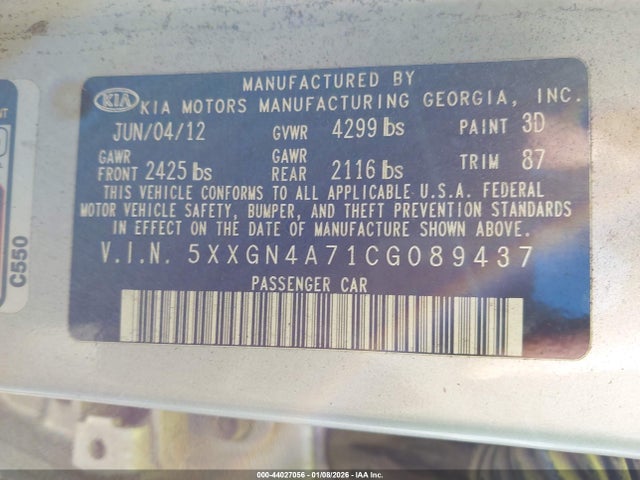 MANUFACTURED BY
KIA KIA MOTORS MANUFACTURING GEORGIA, INC.
JUN/04/12 GVWR 4299 lbs PAINT 3D
GAWR FRONT 2425 lbs GAWR REAR 2116 lbs TRIM 87
THIS VEHICLE CONFORMS TO ALL APPLICABLE U.S.A. FEDERAL
MOTOR VEHICLE SAFETY, BUMPER, AND THEFT PREVENTION STANDARDS
IN EFFECT ON THE DATE OF MANUFACTURE SHOWN ABOVE.
V.I.N. 5XXGN4A71CG089437
PASSENGER CAR
C550
000-44027056 - 01/08/2026 - IAA Inc.